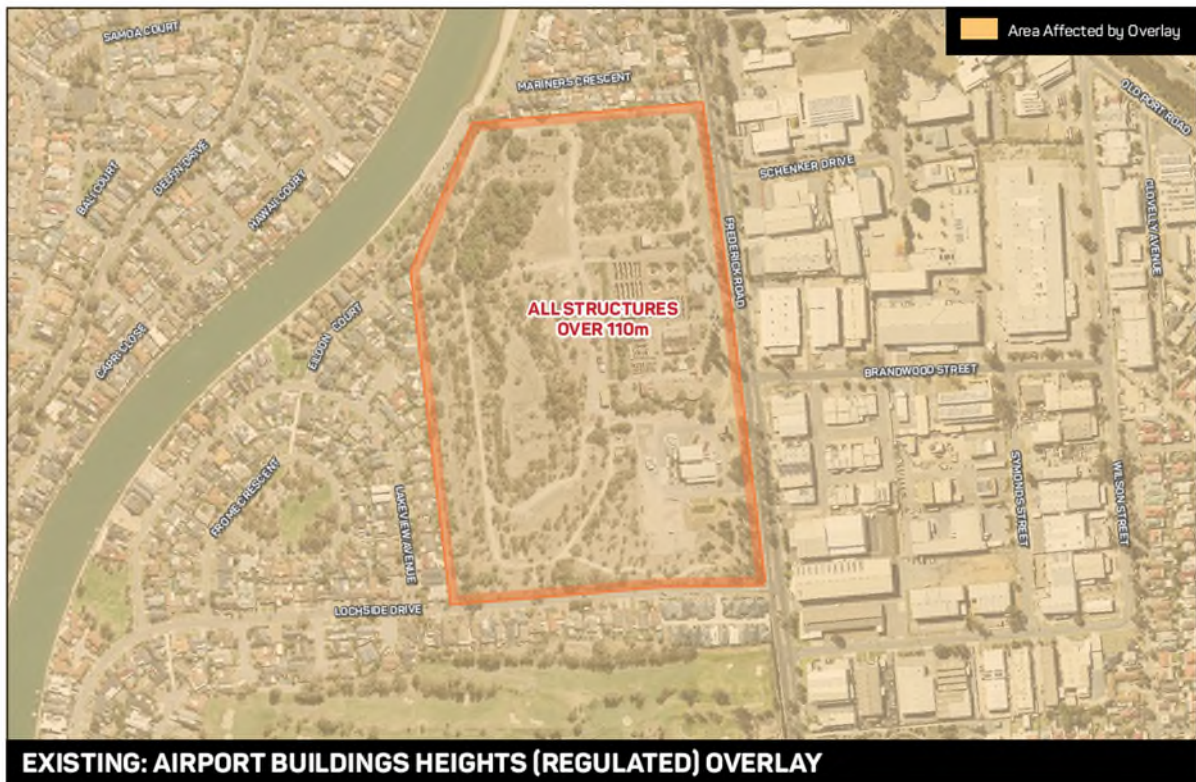 Area Affected by Overlay
SAMOA COURT
MARINERS CRESCENT
OLD PORT ROAD
BALI COURT
DELFIN DRIVE
HAWAII COURT
SCHENKER DRIVE
CLOVELLY AVENUE
FREDERICK ROAD
ALL STRUCTURES
OVER 110m
CAPRI CLOSE
EILDON COURT
BRANDWOOD STREET
FROME CRESCENT
LAKEVIEW AVENUE
SYMONDS STREET
WILSON STREET
LOCHSIDE DRIVE
EXISTING: AIRPORT BUILDINGS HEIGHTS (REGULATED) OVERLAY